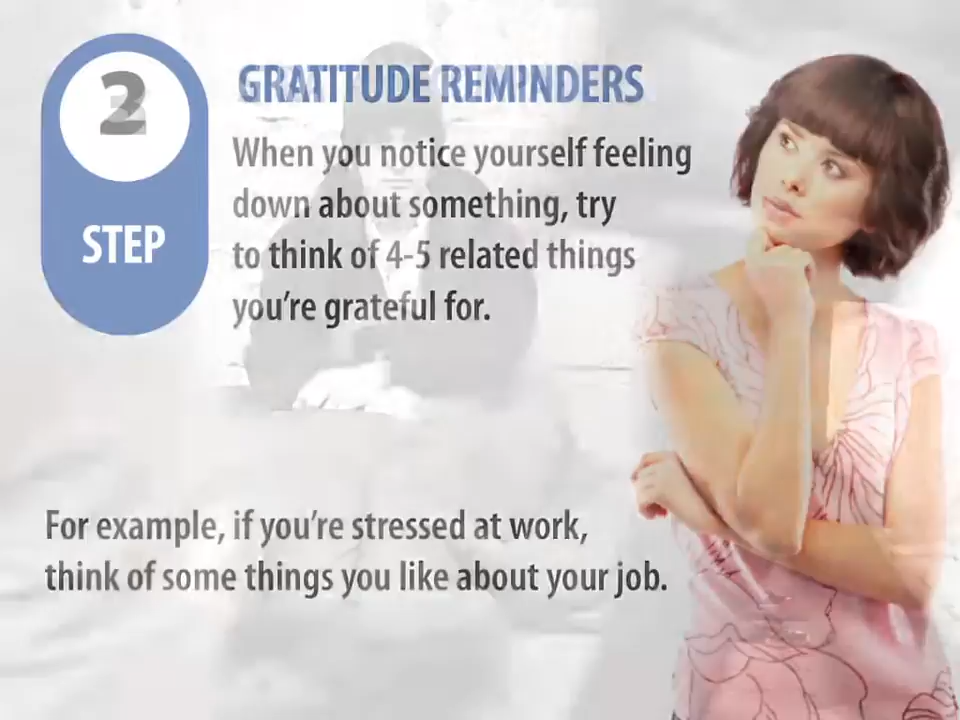 2
STEP
GRATITUDE REMINDERS
When you notice yourself feeling
down about something, try
to think of 4-5 related things
you're grateful for.
For example, if you're stressed at work,
think of some things you like about your job.